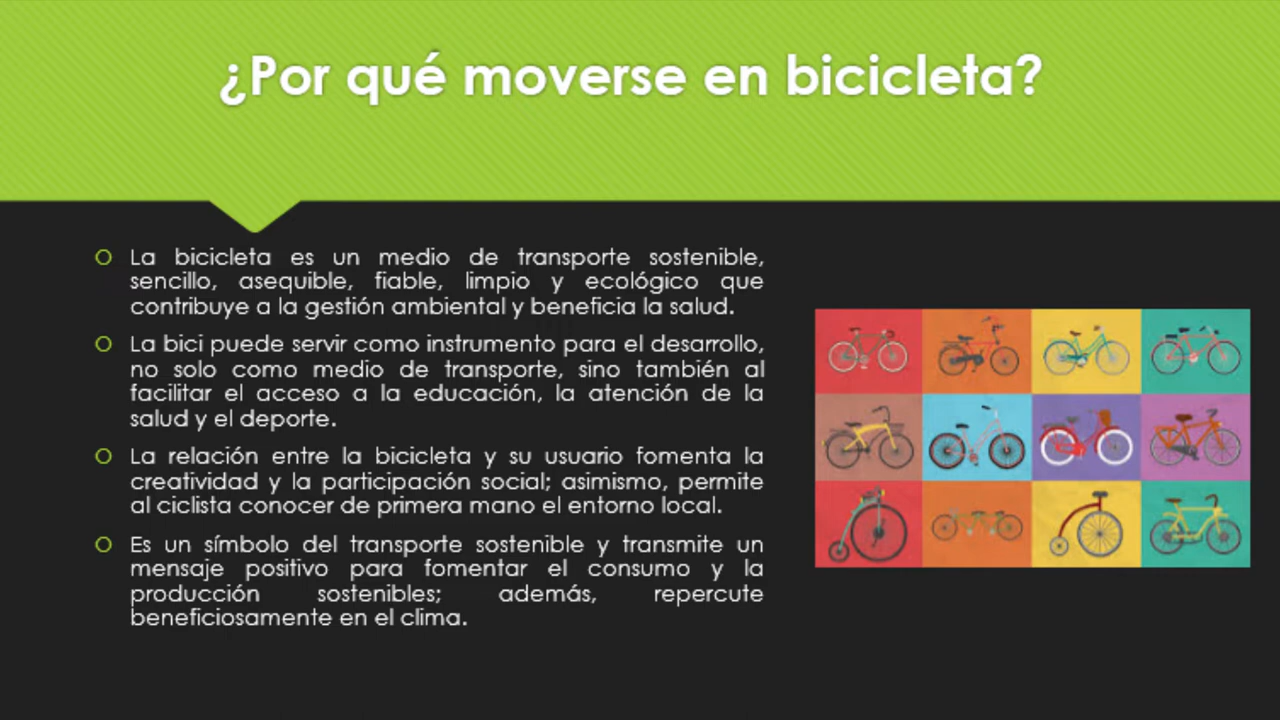 ¿Por qué moverse en bicicleta?
La bicicleta es un medio de transporte sostenible,
sencillo, asequible, fiable, limpio y ecológico que
contribuye a la gestión ambiental y beneficia la salud.
La bici puede servir como instrumento para el desarrollo,
no solo como medio de transporte, sino también al
facilitar el acceso a la educación, la atención de la
salud y el deporte.
La relación entre la bicicleta y su usuario fomenta la
creatividad y la participación social; asimismo, permite
al ciclista conocer de primera mano el entorno local.
Es un símbolo del transporte sostenible y transmite un
mensaje positivo para fomentar el consumo y la
producción sostenibles; además, repercute
beneficiosamente en el clima.